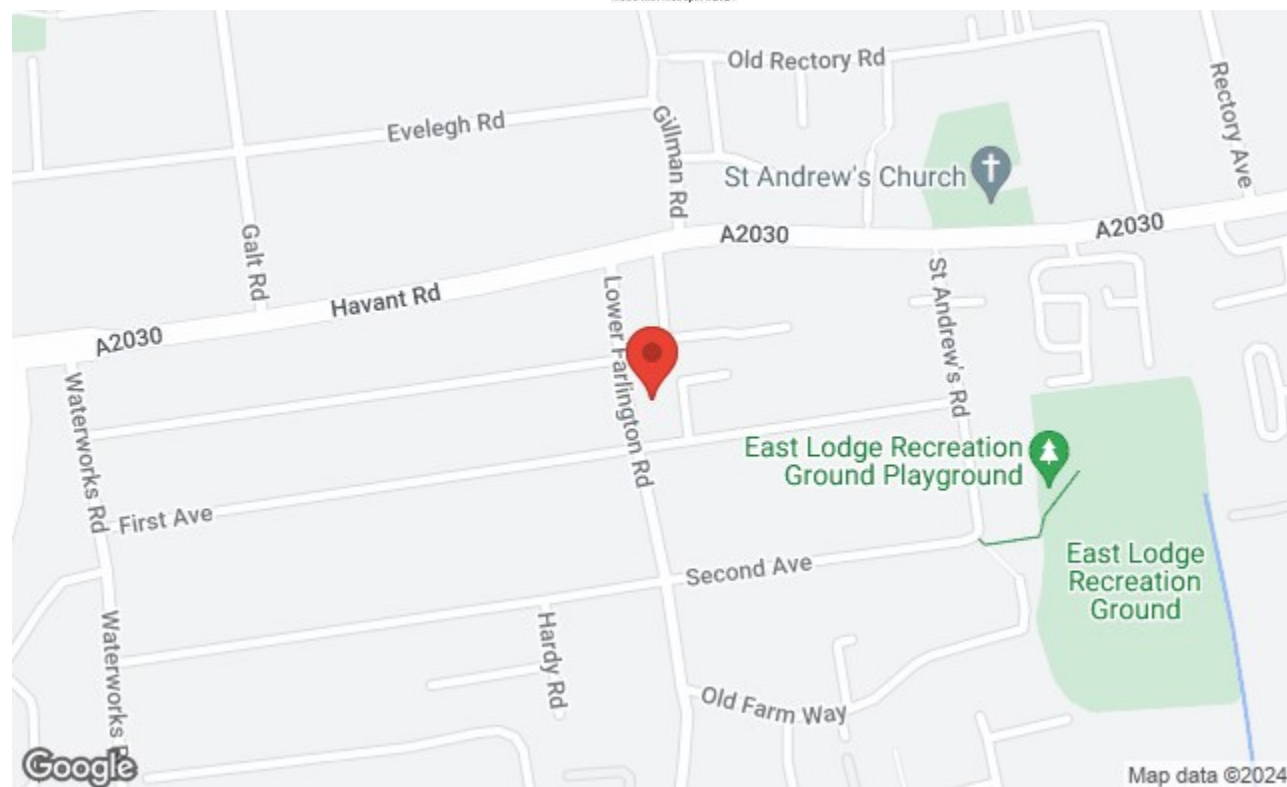 Old Rectory Rd
Rectory Ave
Evelegh Rd
Gillman Rd
St Andrew's Church
A2030
A2030
Galt Rd
Havant Rd
A2030
Lower Farlington Rd
St Andrew's Rd
Waterworks Rd
East Lodge Recreation
Ground Playground
First Ave
Second Ave
East Lodge
Recreation
Ground
Waterworks
Hardy Rd
Old Farm Way
Google
Map data ©2024